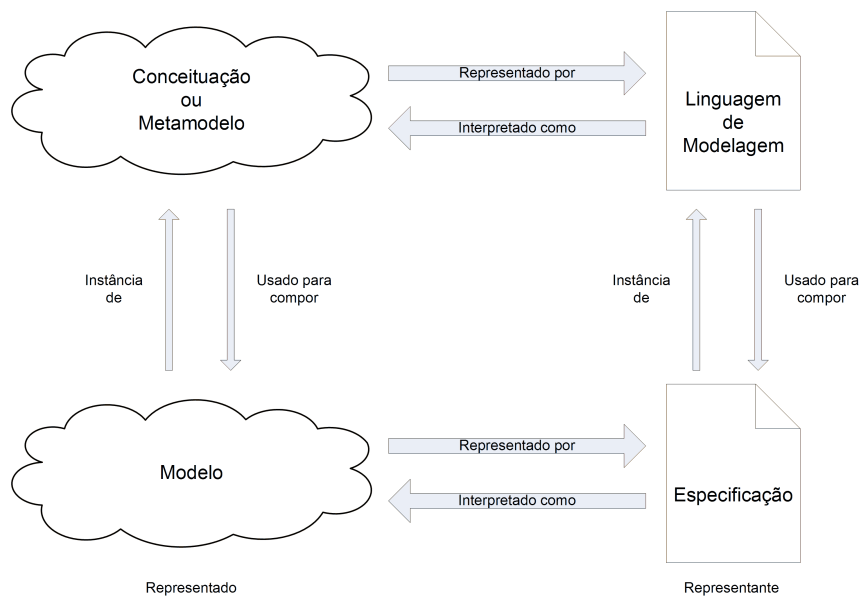 Conceituação
ou
Metamodelo
Representado por
Interpretado como
Linguagem
de
Modelagem
Instância
de
Usado para
compor
Instância
de
Usado para
compor
Modelo
Representado por
Interpretado como
Especificação
Representado
Representante